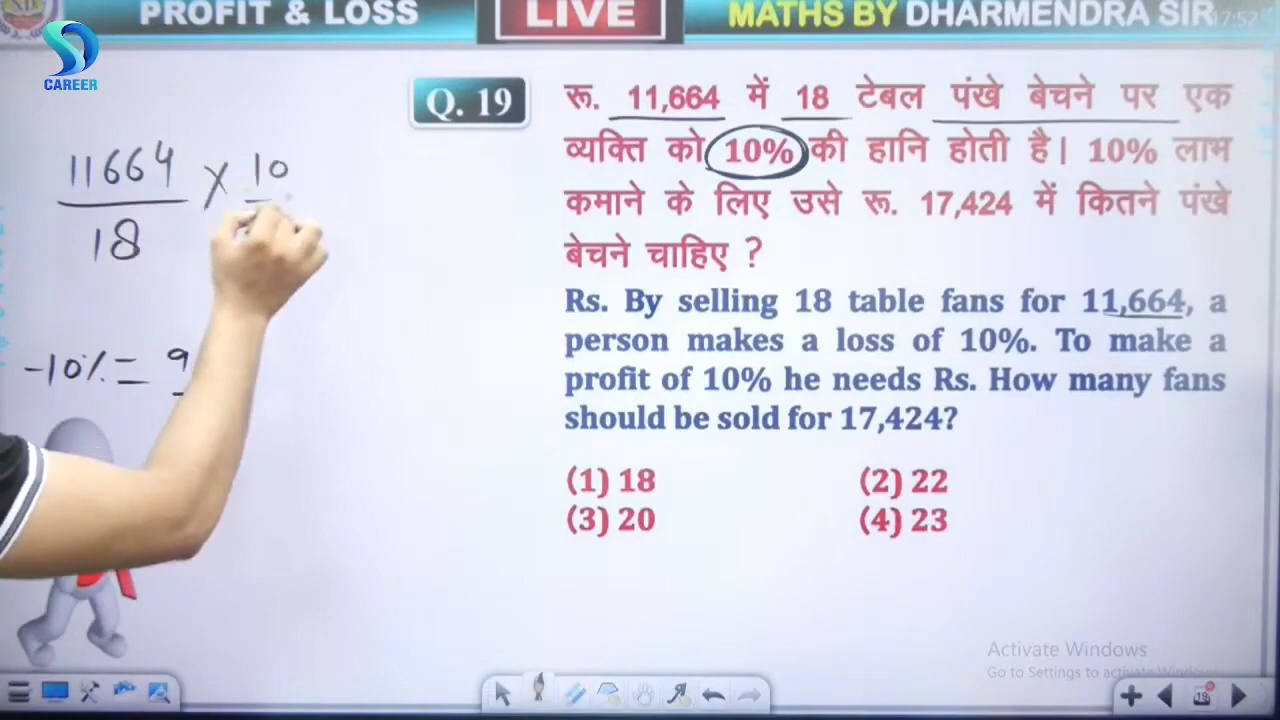 PROFIT & LOSS
LIVE
MATHS BY DHARMENDRA SIR
17:52
CAREER
Q. 19
रू. 11,664 में 18 टेबल पंखे बेचने पर एक
व्यक्ति को 10% की हानि होती है। 10% लाभ
कमाने के लिए उसे रू. 17,424 में कितने पंखे
बेचने चाहिए ?
Rs. By selling 18 table fans for 11,664, a
person makes a loss of 10%. To make a
profit of 10% he needs Rs. How many fans
should be sold for 17,424?
(1) 18
(2) 22
(3) 20
(4) 23
11664 × 10
18
-10% = 9
Activate Windows
Go to Settings to activate Windows.
19